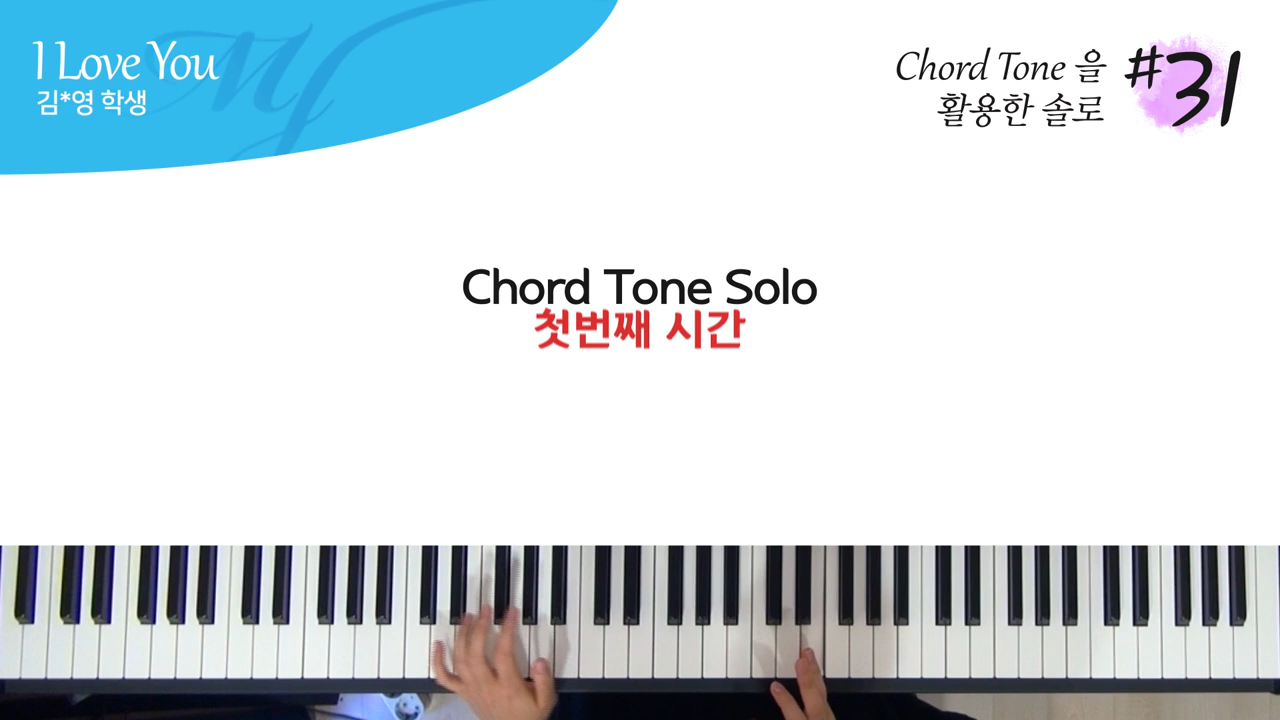 I Love You
김*영 학생
Chord Tone 을
활용한 솔로
#31
Chord Tone Solo
첫번째 시간